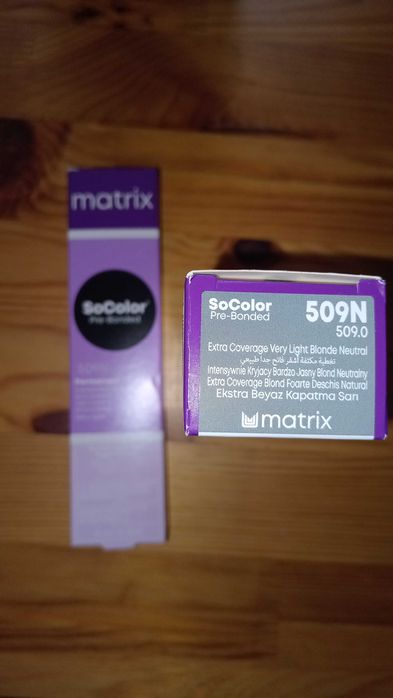 matrix
SoColor
Pre-Bonded
SoColor
Pre-Bonded
509N
509.0
Extra Coverage Very Light Blonde Neutral
تغطية مكثفة أشقر فاتح جداً طبيعي
Intensywnie Kryjący Bardzo Jasny Blond Neutralny
Extra Coverage Blond Foarte Deschis Natural
Ekstra Beyaz Kapatma Sarı
matrix